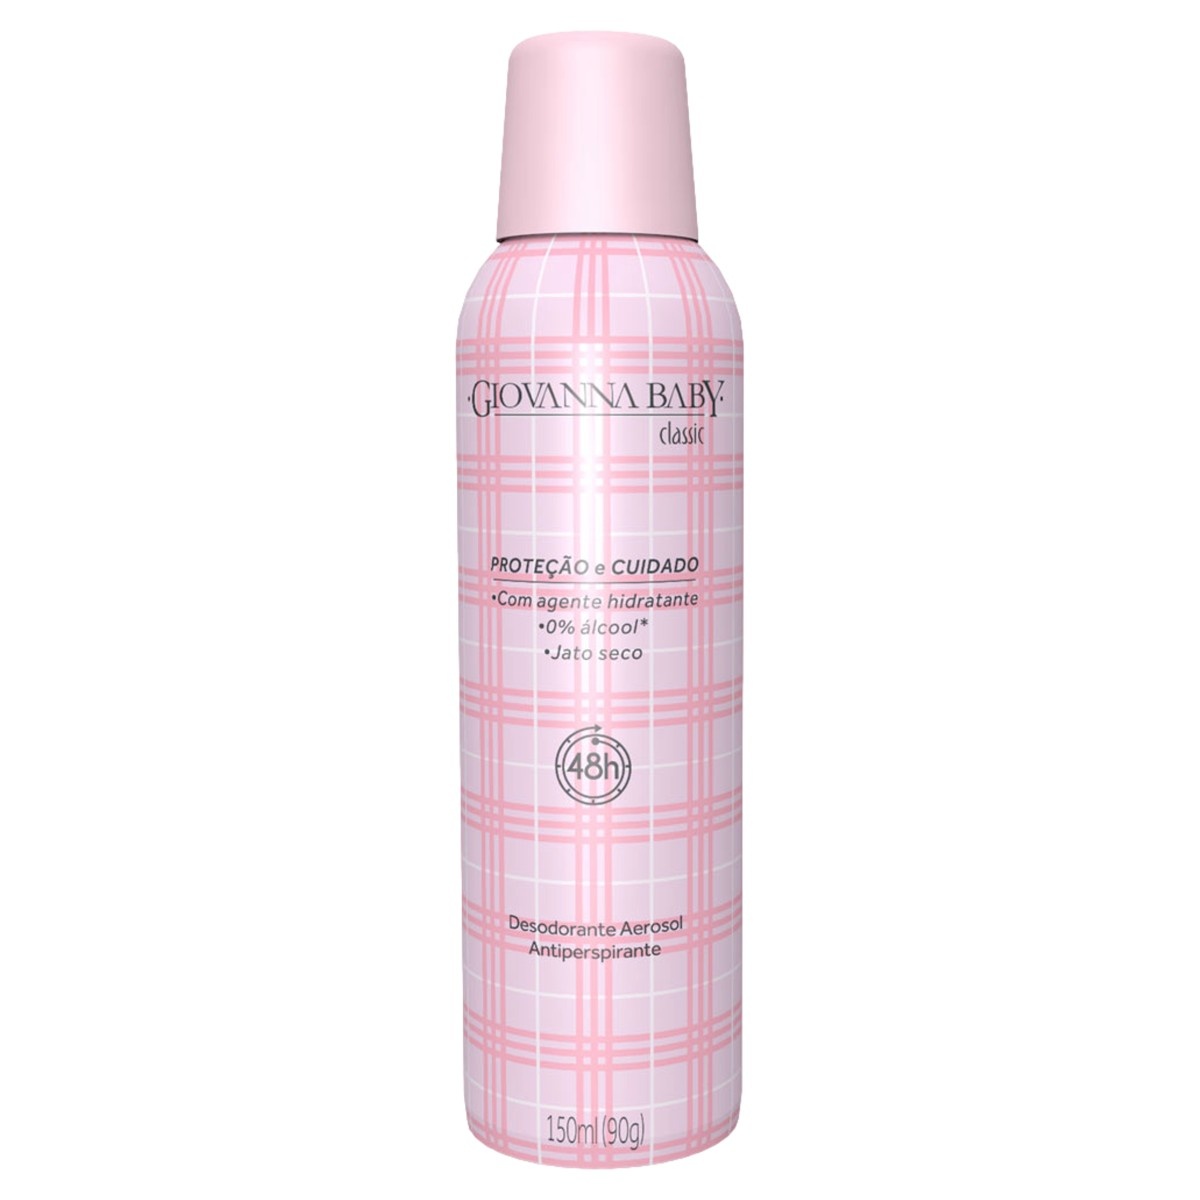 ·GIOVANNA BABY·
classic
PROTEÇÃO e CUIDADO
•Com agente hidratante
•0% álcool*
•Jato seco
48h
Desodorante Aerosol
Antiperspirante
150ml (90g)